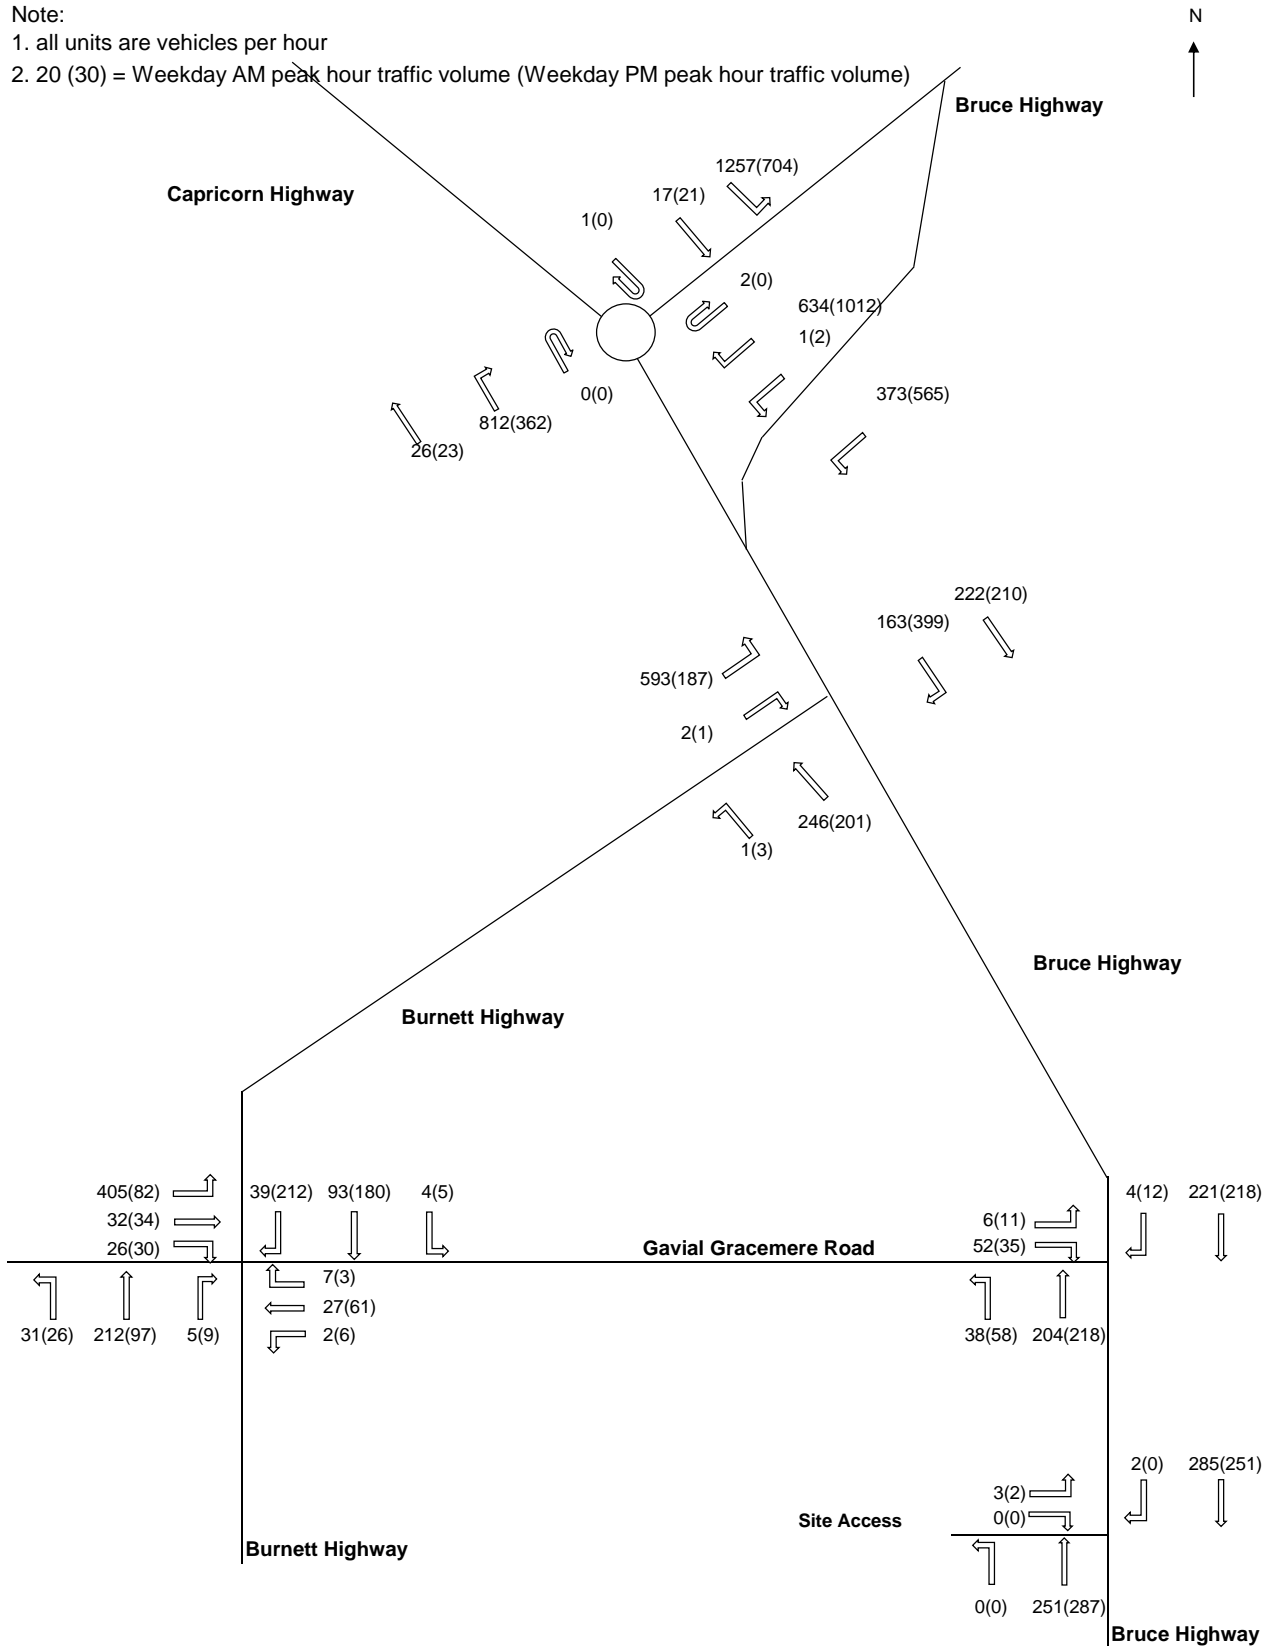 Note:
N
1. all units are vehicles per hour
2. 20 (30) = Weekday AM peak hour traffic volume (Weekday PM peak hour traffic volume)
Bruce Highway
1257(704)
Capricorn Highway
17(21)
1(0)
2(0)
634(1012)
1(2)
0(0)
373(565)
812(362)
26(23)
222(210)
163(399)
593(187)
2(1)
246(201)
1(3)
Bruce Highway
Burnett Highway
405(82)
39(212) 93(180) 4(5)
4(12) 221(218)
32(34)
6(11)
26(30)
Gavial Gracemere Road
52(35)
7(3)
27(61)
31(26) 212(97) 5(9)
2(6)
38(58) 204(218)
2(0) 285(251)
3(2)
0(0)
Site Access
Burnett Highway
0(0) 251(287)
Bruce Highway